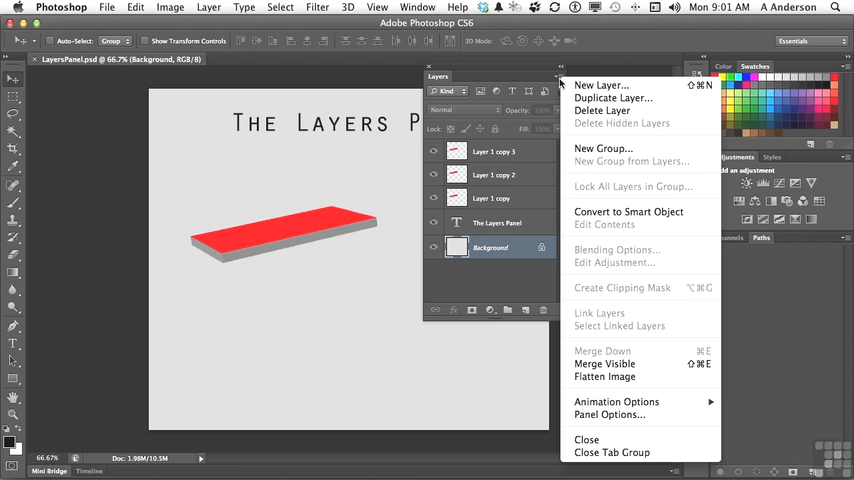 Photoshop File Edit Image Layer Type Select Filter 3D View Window Help Mon 9:01 AM A Anderson
Adobe Photoshop CS6
Auto-Select: Group Show Transform Controls 3D Mode: Essentials
LayersPanel.psd @ 66.7% (Background, RGB/8)
The Layers P
Layers
Kind
Normal Opacity: 100%
Lock: Fill: 100%
Layer 1 copy 3
Layer 1 copy 2
Layer 1 copy
T The Layers Panel
Background
fx
New Layer... ⇧⌘N
Duplicate Layer...
Delete Layer
Delete Hidden Layers
New Group...
New Group from Layers...
Lock All Layers in Group...
Convert to Smart Object
Edit Contents
Blending Options...
Edit Adjustment...
Create Clipping Mask ⌥⌘G
Link Layers
Select Linked Layers
Merge Down ⌘E
Merge Visible ⇧⌘E
Flatten Image
Animation Options
Panel Options...
Close
Close Tab Group
Color Swatches
djustments Styles
Add an adjustment
annels Paths
66.67% Doc: 1.98M/10.5M
Mini Bridge Timeline